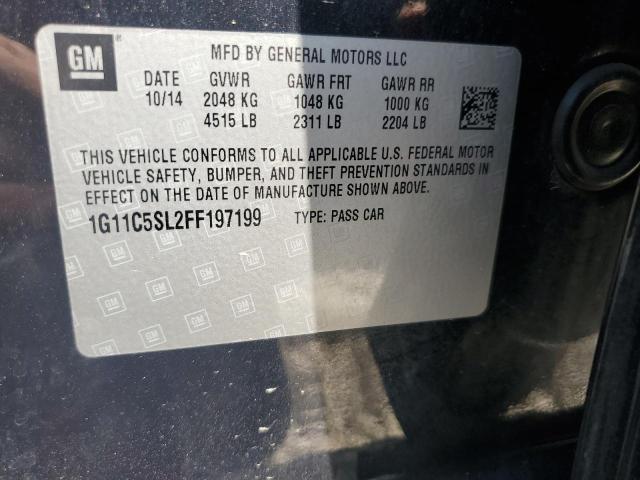 GM
MFD BY GENERAL MOTORS LLC
DATE GVWR GAWR FRT GAWR RR
10/14 2048 KG 1048 KG 1000 KG
4515 LB 2311 LB 2204 LB
THIS VEHICLE CONFORMS TO ALL APPLICABLE U.S. FEDERAL MOTOR
VEHICLE SAFETY, BUMPER, AND THEFT PREVENTION STANDARDS IN
EFFECT ON THE DATE OF MANUFACTURE SHOWN ABOVE.
1G11C5SL2FF197199 TYPE: PASS CAR